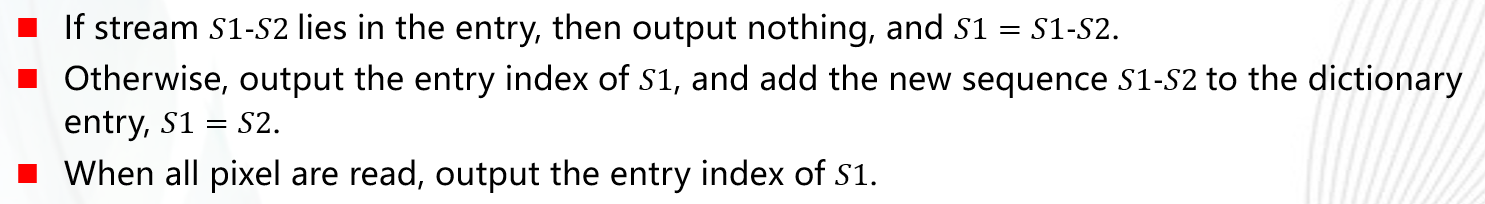 If stream S1-S2 lies in the entry, then output nothing, and S1 = S1-S2.
Otherwise, output the entry index of S1, and add the new sequence S1-S2 to the dictionary
entry, S1 = S2.
When all pixel are read, output the entry index of S1.